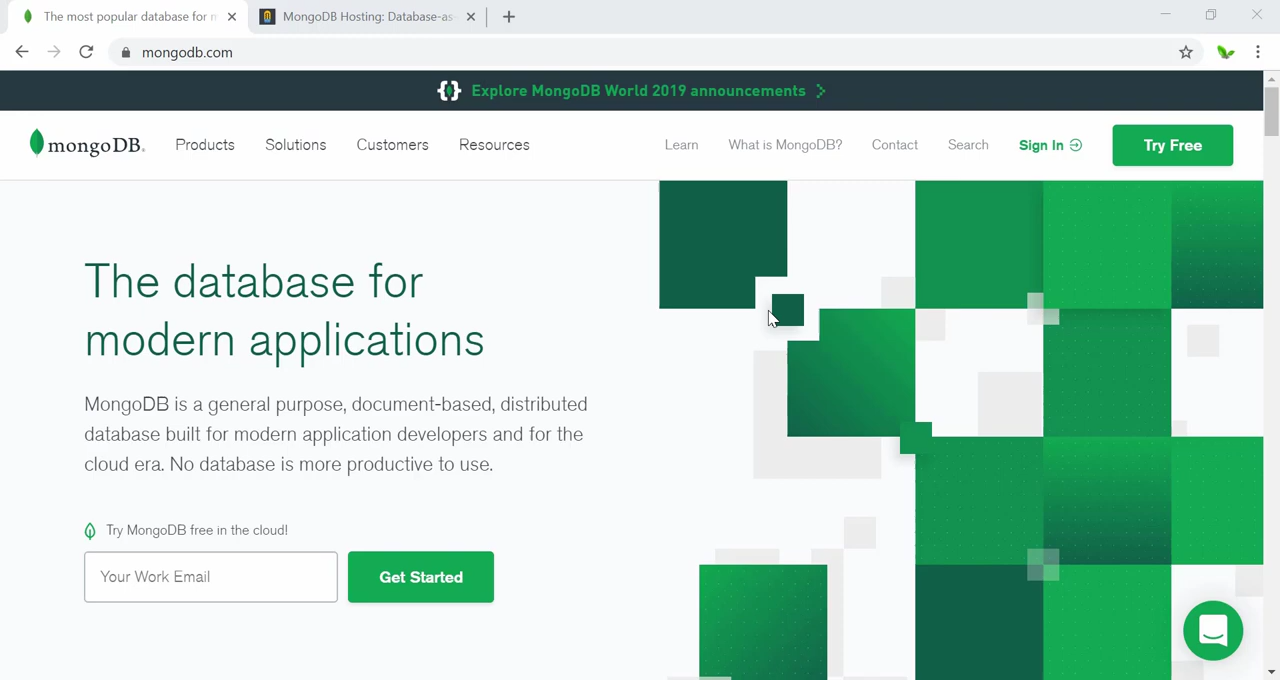 The most popular database for m
MongoDB Hosting: Database-as-
mongodb.com
Explore MongoDB World 2019 announcements
mongoDB.
Products
Solutions
Customers
Resources
Learn
What is MongoDB?
Contact
Search
Sign In
Try Free
The database for
modern applications
MongoDB is a general purpose, document-based, distributed
database built for modern application developers and for the
cloud era. No database is more productive to use.
Try MongoDB free in the cloud!
Your Work Email
Get Started